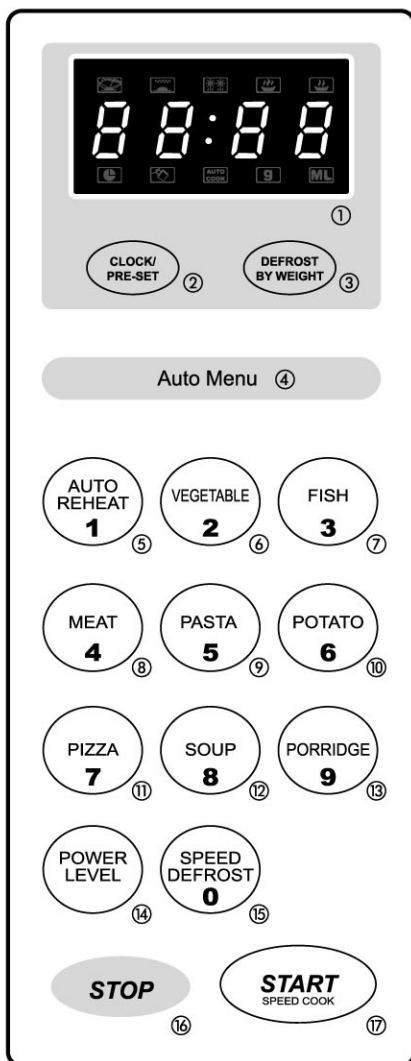 88:88
AUTO
COOK
g
ML
①
CLOCK/
PRE-SET
②
DEFROST
BY WEIGHT
③
Auto Menu ④
AUTO
REHEAT
1
⑤
VEGETABLE
2
⑥
FISH
3
⑦
MEAT
4
⑧
PASTA
5
⑨
POTATO
6
⑩
PIZZA
7
⑪
SOUP
8
⑫
PORRIDGE
9
⑬
POWER
LEVEL
⑭
SPEED
DEFROST
0
⑮
STOP
⑯
START
SPEED COOK
⑰